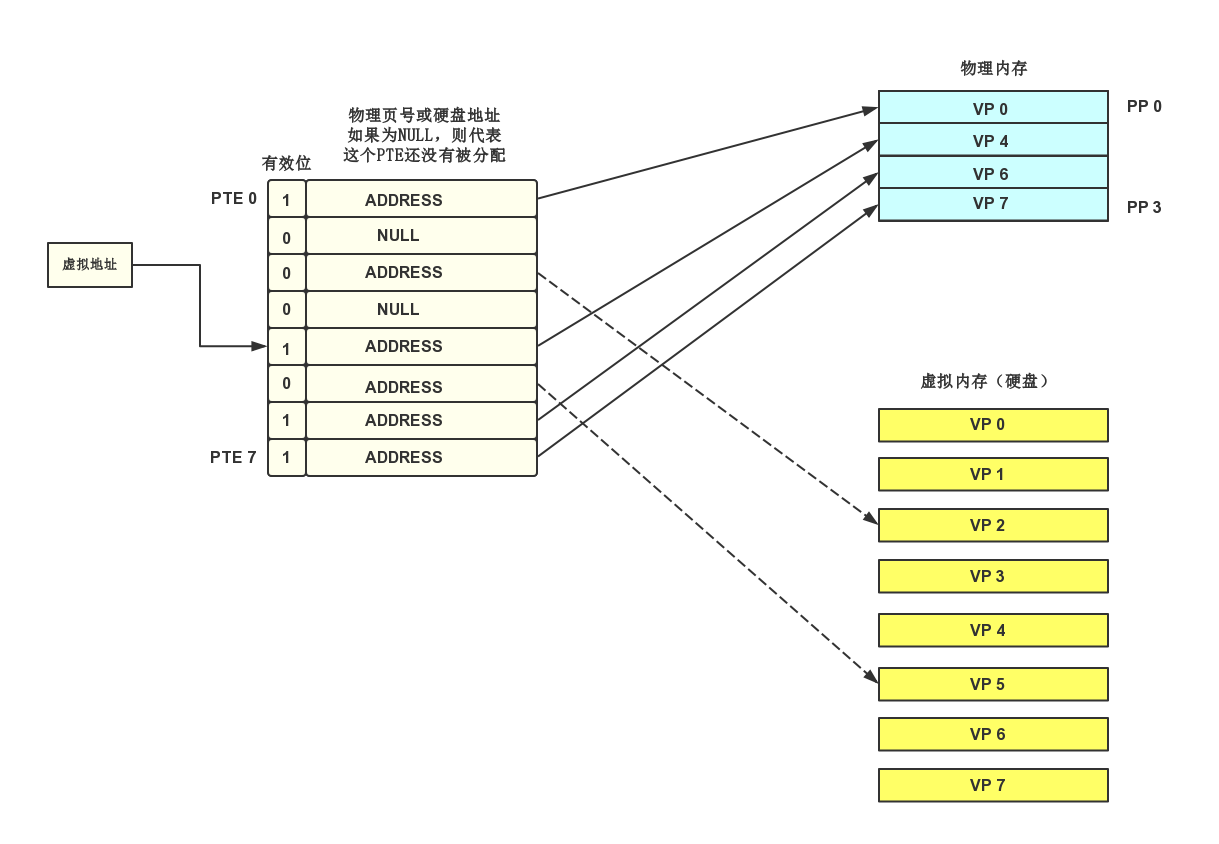 物理内存
VP 0
PP 0
VP 4
VP 6
VP 7
PP 3
物理页号或硬盘地址
如果为NULL，则代表
这个PTE还没有被分配
有效位
PTE 0
1
ADDRESS
0
NULL
0
ADDRESS
0
NULL
1
ADDRESS
0
ADDRESS
1
ADDRESS
PTE 7
1
ADDRESS
虚拟地址
虚拟内存（硬盘）
VP 0
VP 1
VP 2
VP 3
VP 4
VP 5
VP 6
VP 7